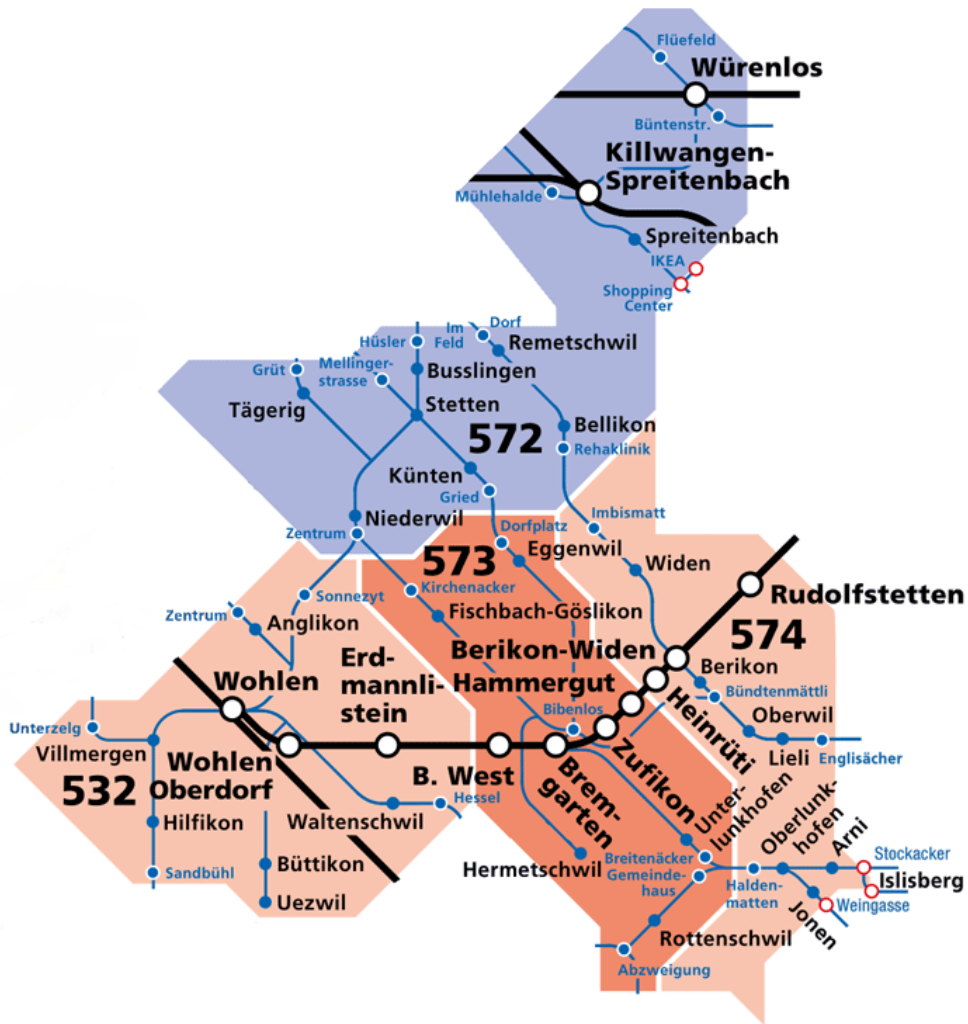 Flüefeld
Würenlos
Büntenstr.
Killwangen-
Spreitenbach
Mühlehalde
Spreitenbach
IKEA
Shopping
Center
Im
Feld
Dorf
Hüsler
Remetschwil
Grüt
Mellinger-
strasse
Busslingen
Tägerig
Stetten
572
Bellikon
Rehaklinik
Künten
Gried
Niederwil
Zentrum
Imbismatt
Dorfplatz
573
Eggenwil
Widen
Kirchenacker
Sonnezyt
Fischbach-Göslikon
Rudolfstetten
Zentrum
Anglikon
574
Erd-
mannli-
stein
Berikon-Widen
Berikon
Wohlen
Hammergut
Bündtenmättli
Heinrüti
Bibenlos
Oberwil
Unterzelg
Villmergen
532
Wohlen
Oberdorf
B. West
Brem-
garten
Zufikon
Lieli
Englisächer
Hessel
Waltenschwil
Hilfikon
Unter-
lunkhofen
Oberlunk-
hofen
Arni
Büttikon
Sandbühl
Uezwil
Hermetschwil
Breitenäcker
Gemeinde-
haus
Halden-
matten
Stockacker
Islisberg
Weingasse
Jonen
Rottenschwil
Abzweigung